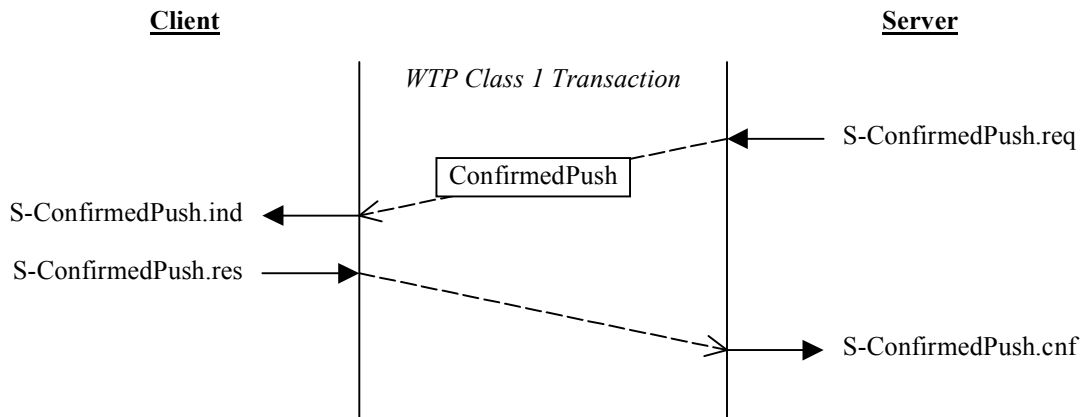 Client
Server
WTP Class 1 Transaction
S-ConfirmedPush.req
ConfirmedPush
S-ConfirmedPush.ind
S-ConfirmedPush.res
S-ConfirmedPush.cnf